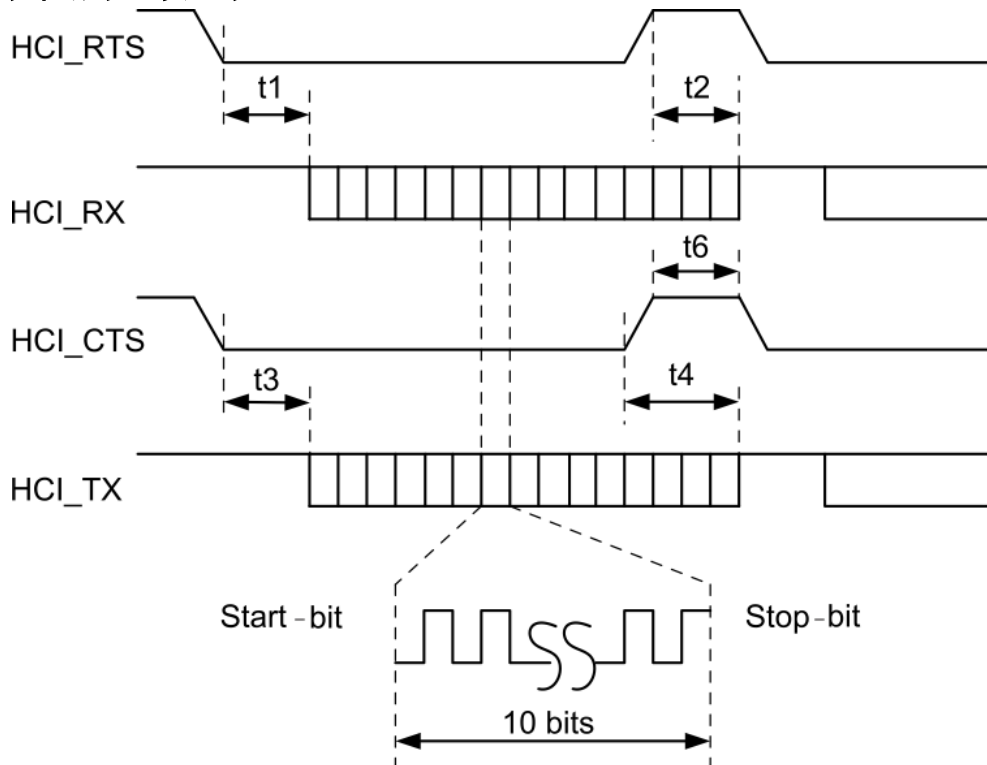 HCI_RTS
t1
t2
HCI_RX
t6
HCI_CTS
t3
t4
HCI_TX
Start-bit
Stop-bit
10 bits